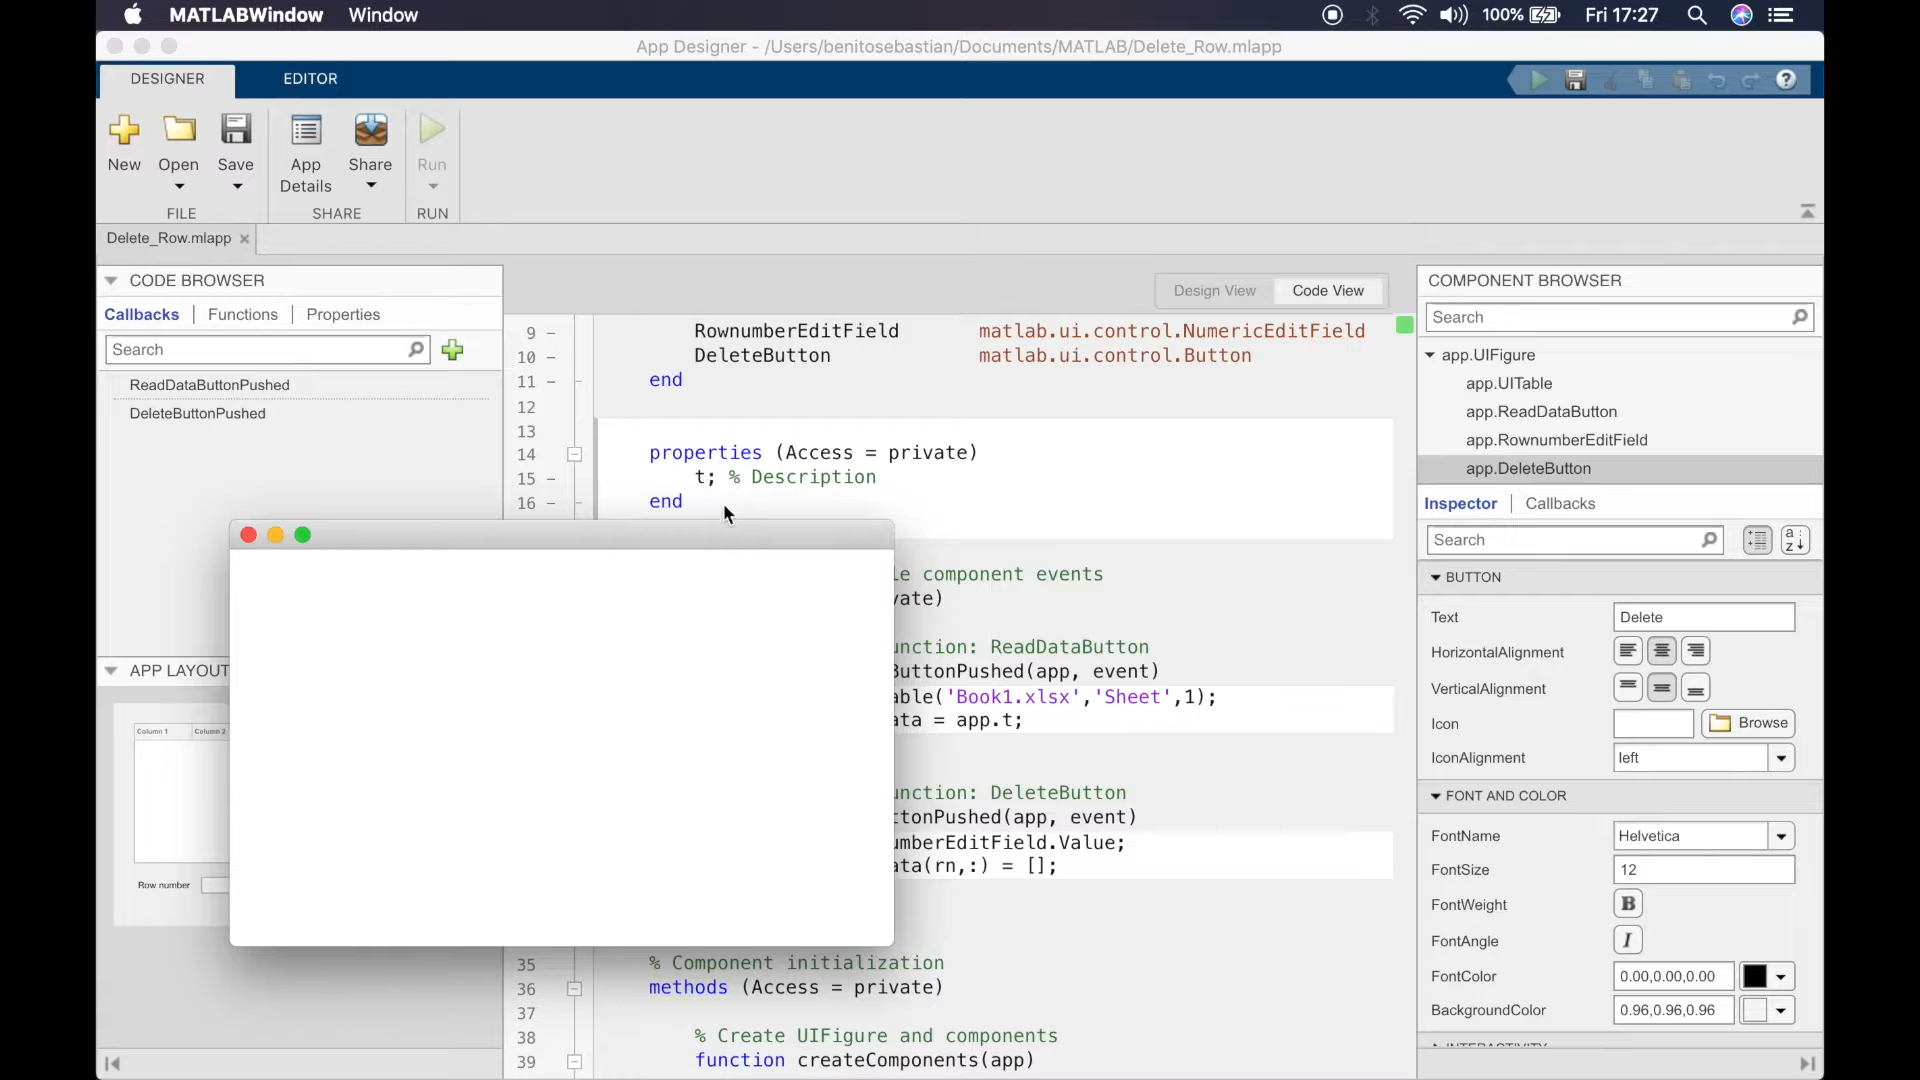 MATLABWindow Window
100% Fri 17:27
App Designer - /Users/benitosebastian/Documents/MATLAB/Delete_Row.mlapp
DESIGNER EDITOR
New Open Save App Details Share Run
FILE SHARE RUN
Delete_Row.mlapp
CODE BROWSER
Callbacks Functions Properties
Search
ReadDataButtonPushed
DeleteButtonPushed
APP LAYOUT
Column 1 Column 2
Row number
Design View Code View
9 RownumberEditField matlab.ui.control.NumericEditField
10 DeleteButton matlab.ui.control.Button
11 end
12
13
14 properties (Access = private)
15 t; % Description
16 end
le component events
vate)
unction: ReadDataButton
ButtonPushed(app, event)
able('Book1.xlsx','Sheet',1);
ata = app.t;
unction: DeleteButton
ttonPushed(app, event)
umberEditField.Value;
ata(rn,:) = [];
35 % Component initialization
36 methods (Access = private)
37
38 % Create UIFigure and components
39 function createComponents(app)
COMPONENT BROWSER
Search
app.UIFigure
app.UITable
app.ReadDataButton
app.RownumberEditField
app.DeleteButton
Inspector Callbacks
Search
BUTTON
Text Delete
HorizontalAlignment
VerticalAlignment
Icon Browse
IconAlignment left
FONT AND COLOR
FontName Helvetica
FontSize 12
FontWeight B
FontAngle I
FontColor 0.00,0.00,0.00
BackgroundColor 0.96,0.96,0.96
INTERACTIVITY